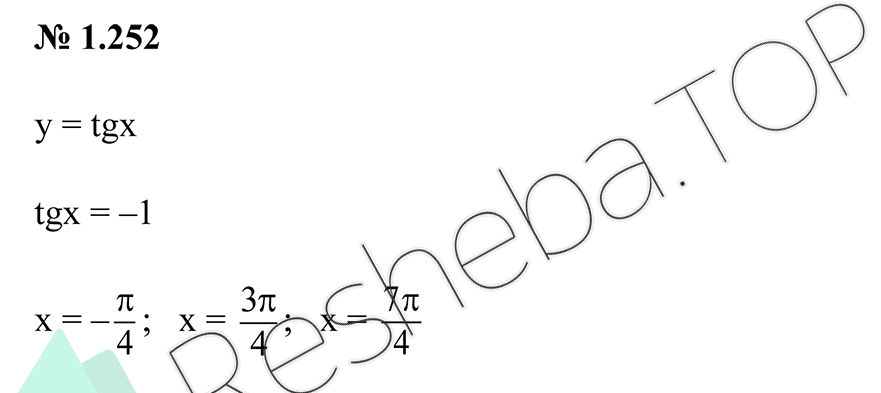 № 1.252
y = tgx
tgx = –1
x = –π/4; x = 3π/4; x = 7π/4
Resheba.TOP